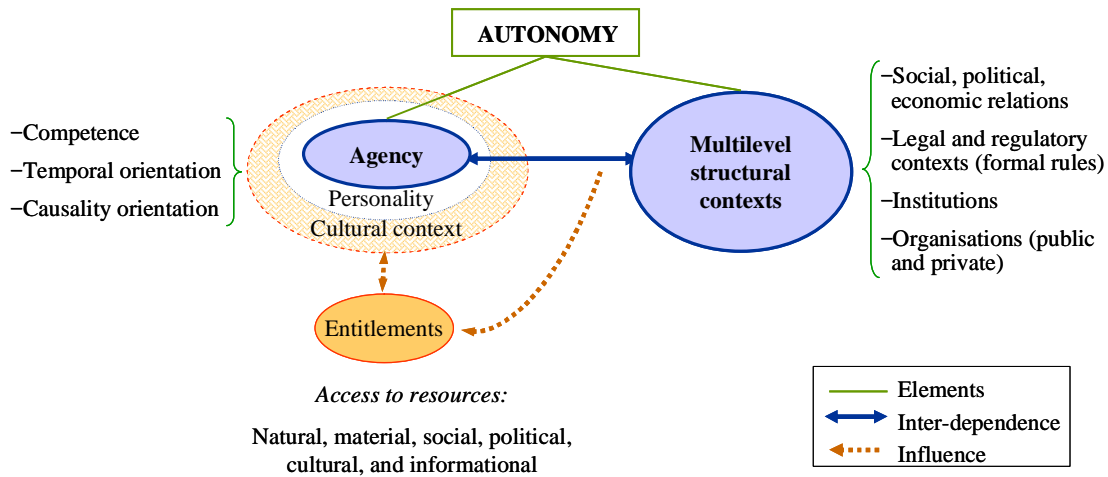 AUTONOMY
−Competence
−Temporal orientation
−Causality orientation
Agency
Personality
Cultural context
Multilevel
structural
contexts
−Social, political,
economic relations
−Legal and regulatory
contexts (formal rules)
−Institutions
−Organisations (public
and private)
Entitlements
Access to resources:
Natural, material, social, political,
cultural, and informational
Elements
Inter-dependence
Influence